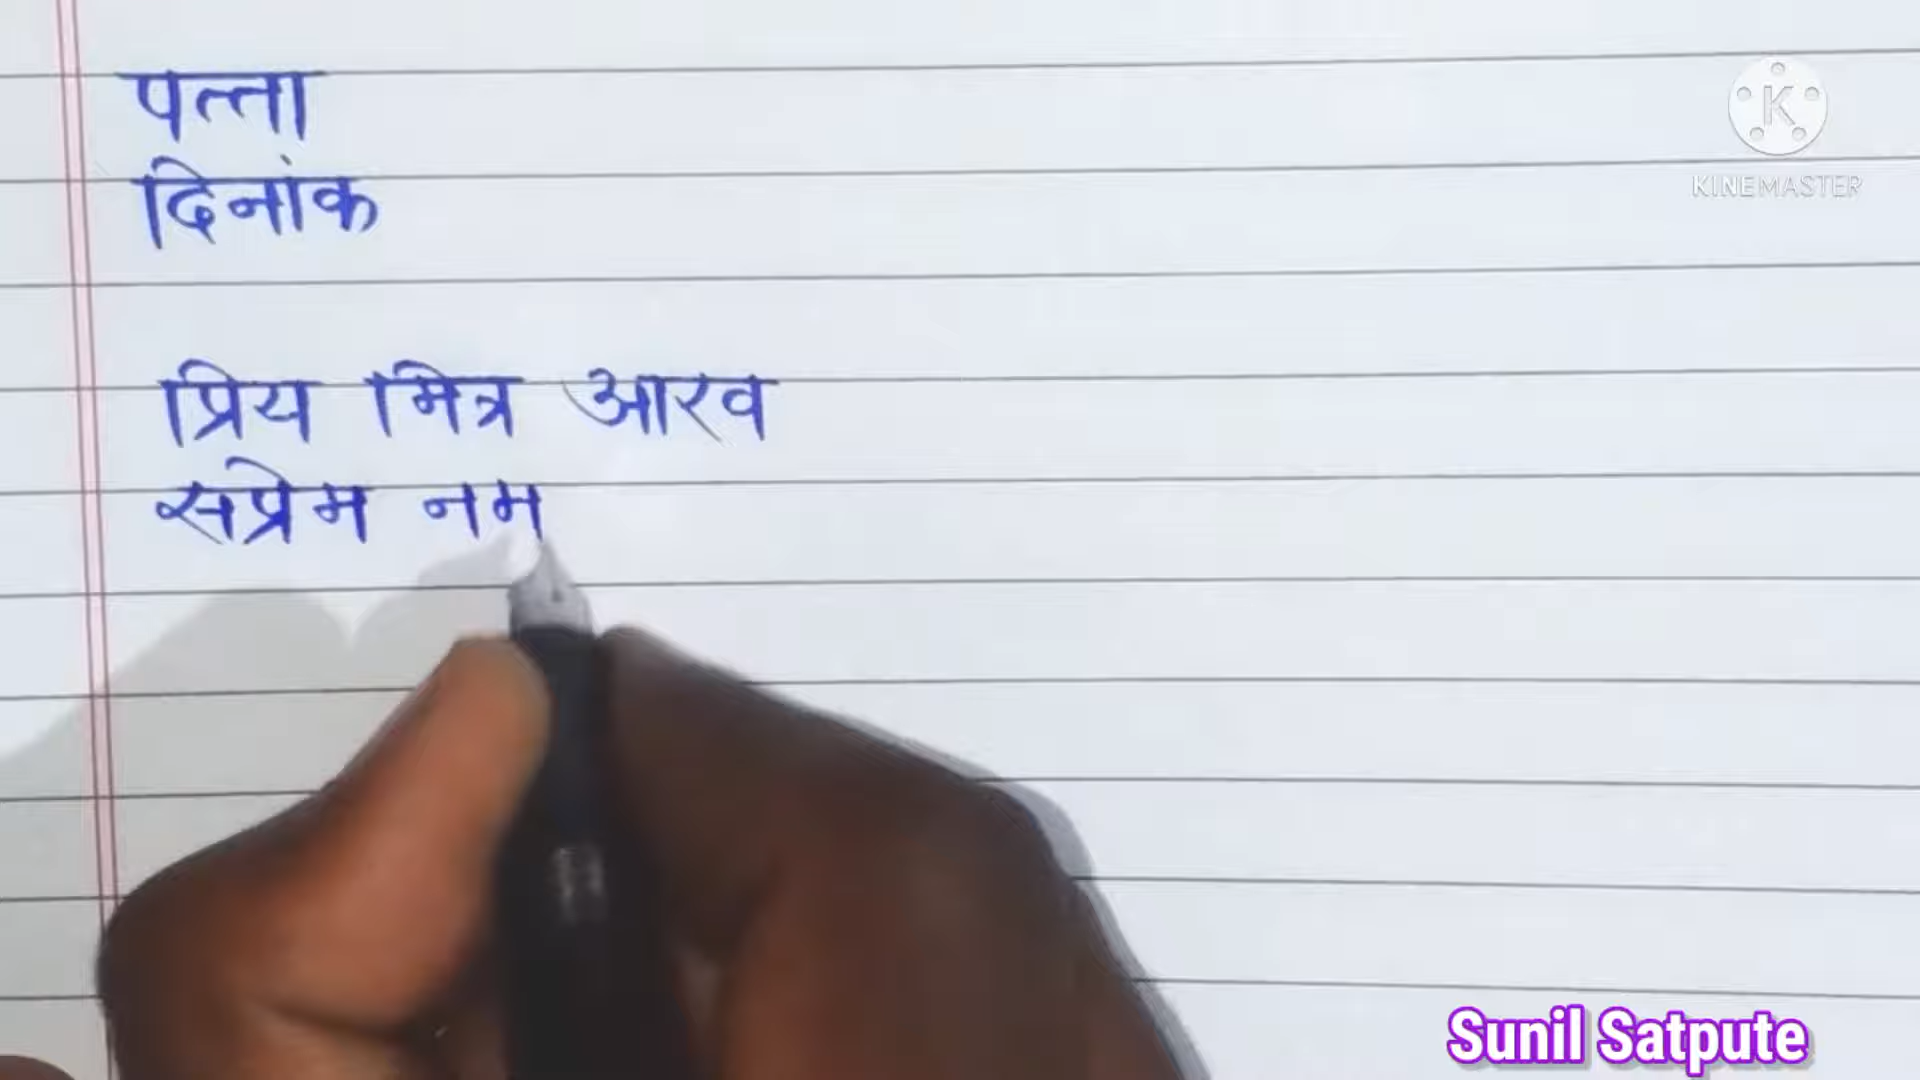 पत्ता
दिनांक
प्रिय मित्र आरव
सप्रेम नम
K
KINEMASTER
Sunil Satpute